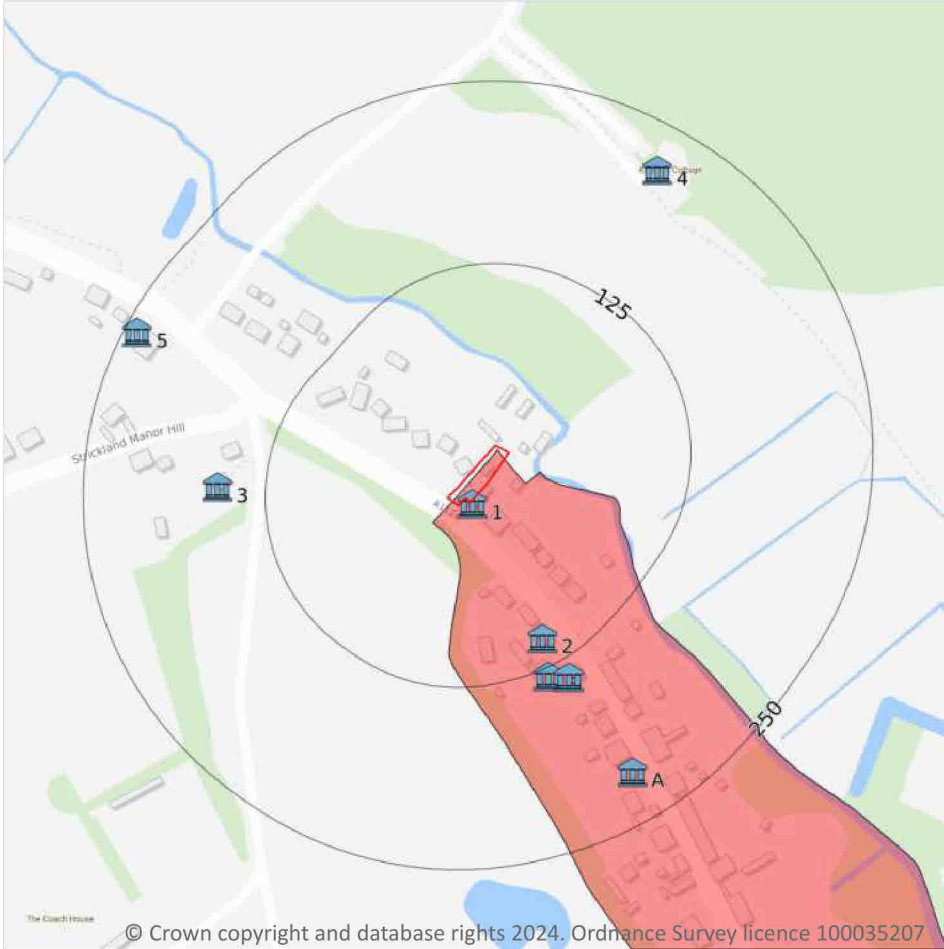 Cottage
4
125
5
Strickland Manor Hill
3
1
2
250
A
The Coach House
© Crown copyright and database rights 2024. Ordnance Survey licence 100035207